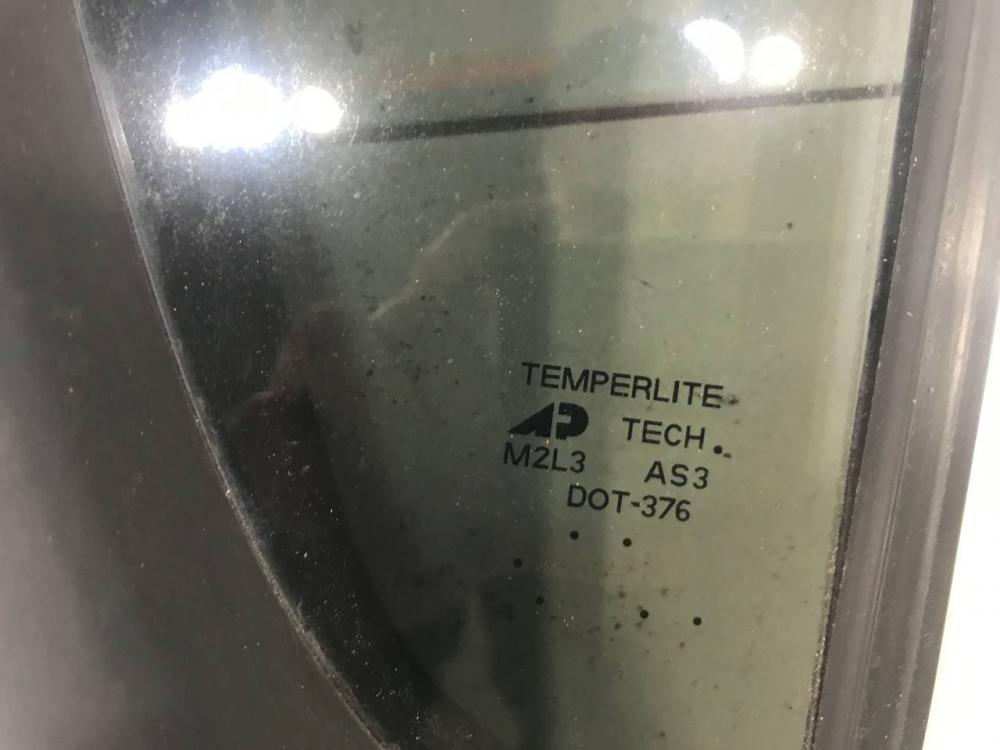 TEMPERLITE
AP TECH
M2L3 AS3
DOT-376